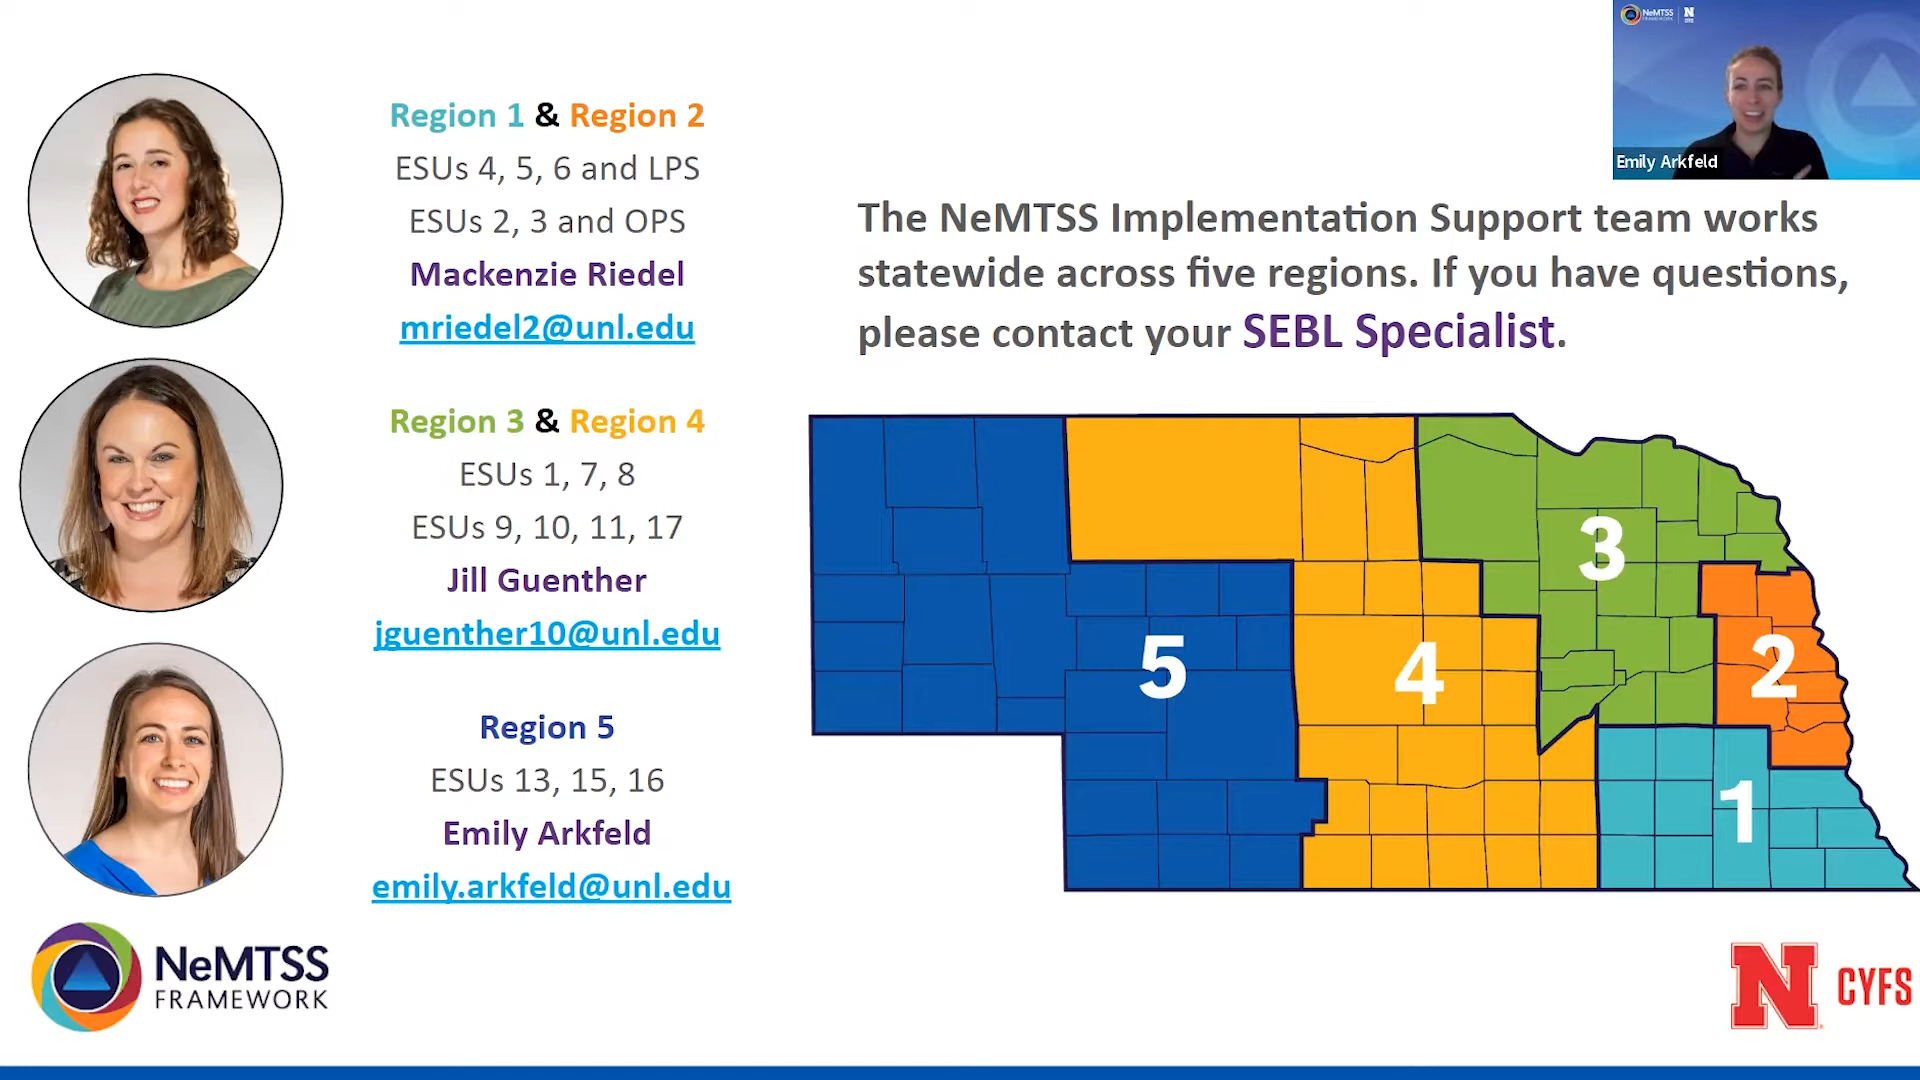 Region 1 & Region 2
ESUs 4, 5, 6 and LPS
ESUs 2, 3 and OPS
Mackenzie Riedel
mriedel2@unl.edu
Region 3 & Region 4
ESUs 1, 7, 8
ESUs 9, 10, 11, 17
Jill Guenther
jguenther10@unl.edu
Region 5
ESUs 13, 15, 16
Emily Arkfeld
emily.arkfeld@unl.edu
NeMTSS
FRAMEWORK
NeMTSS
FRAMEWORK
N
Emily Arkfeld
The NeMTSS Implementation Support team works
statewide across five regions. If you have questions,
please contact your SEBL Specialist.
3
5
4
2
1
N CYFS